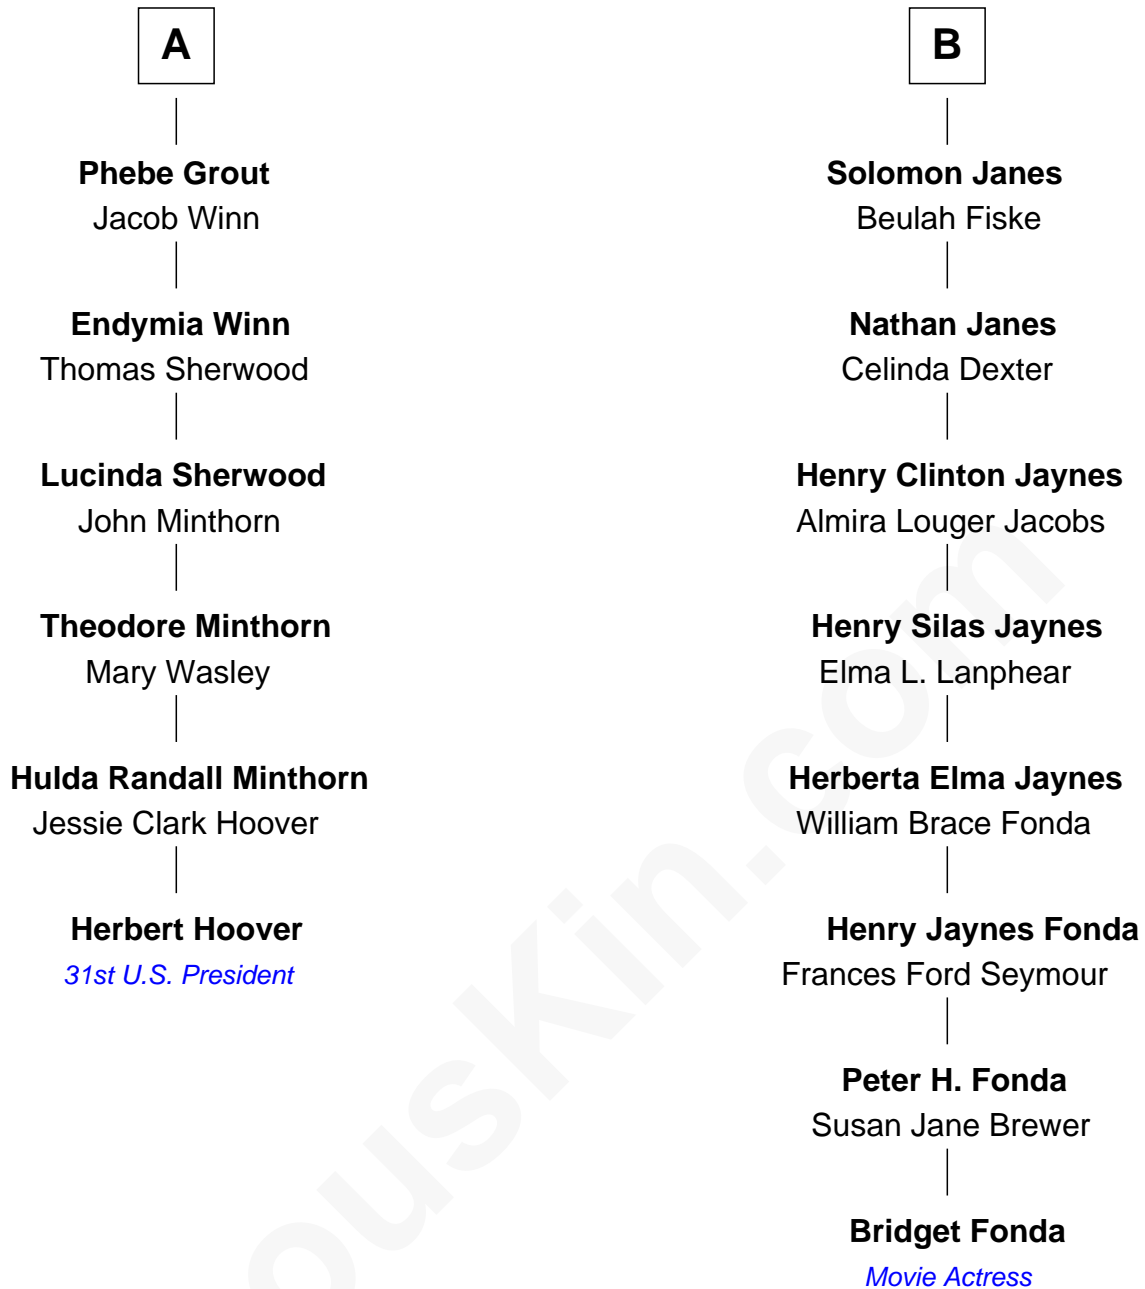 A
Phebe Grout
Jacob Winn
Endymia Winn
Thomas Sherwood
Lucinda Sherwood
John Minthorn
Theodore Minthorn
Mary Wasley
Hulda Randall Minthorn
Jessie Clark Hoover
Herbert Hoover
31st U.S. President
B
Solomon Janes
Beulah Fiske
Nathan Janes
Celinda Dexter
Henry Clinton Jaynes
Almira Louger Jacobs
Henry Silas Jaynes
Elma L. Lanphear
Herberta Elma Jaynes
William Brace Fonda
Henry Jaynes Fonda
Frances Ford Seymour
Peter H. Fonda
Susan Jane Brewer
Bridget Fonda
Movie Actress
ousKin.com